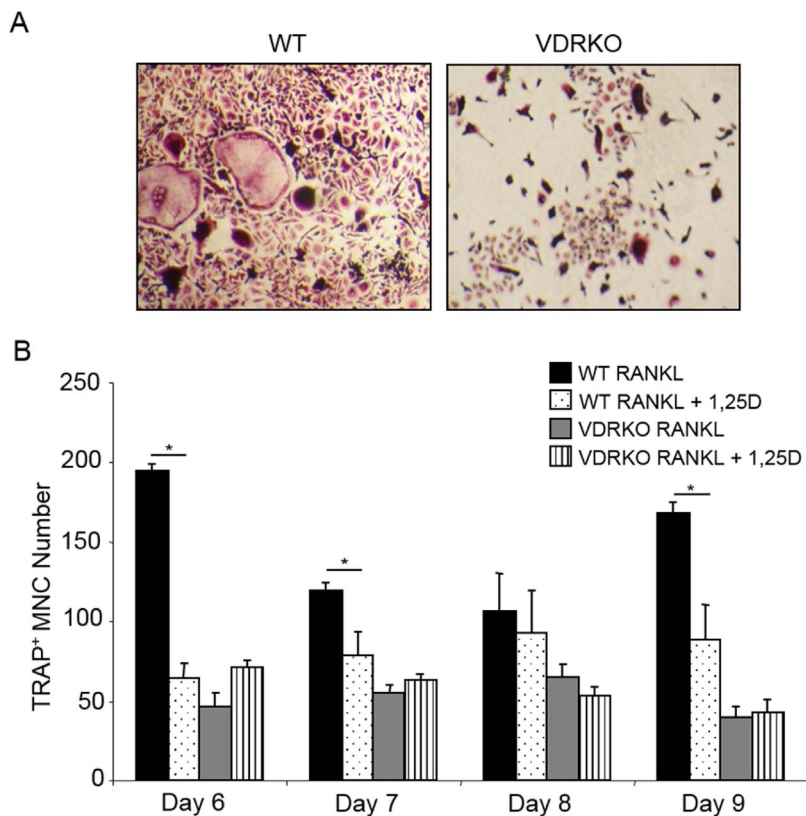 A
WT
VDRKO
B
250
200
150
100
50
0
TRAP+ MNC Number
WT RANKL
WT RANKL + 1,25D
VDRKO RANKL
VDRKO RANKL + 1,25D
*
*
*
Day 6
Day 7
Day 8
Day 9